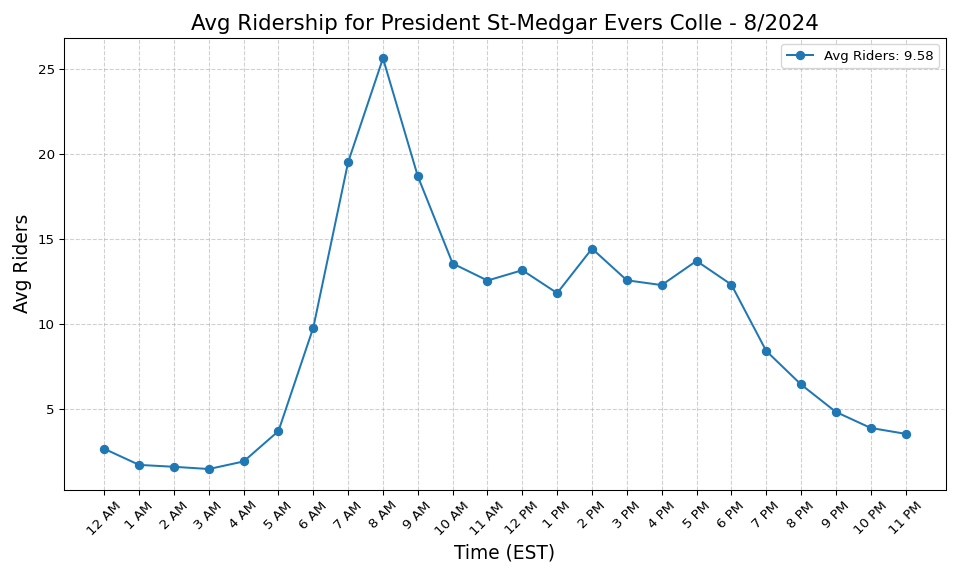 Avg Ridership for President St-Medgar Evers Colle - 8/2024
Avg Riders: 9.58
Avg Riders
25
20
15
10
5
12 AM
1 AM
2 AM
3 AM
4 AM
5 AM
6 AM
7 AM
8 AM
9 AM
10 AM
11 AM
12 PM
1 PM
2 PM
3 PM
4 PM
5 PM
6 PM
7 PM
8 PM
9 PM
10 PM
11 PM
Time (EST)